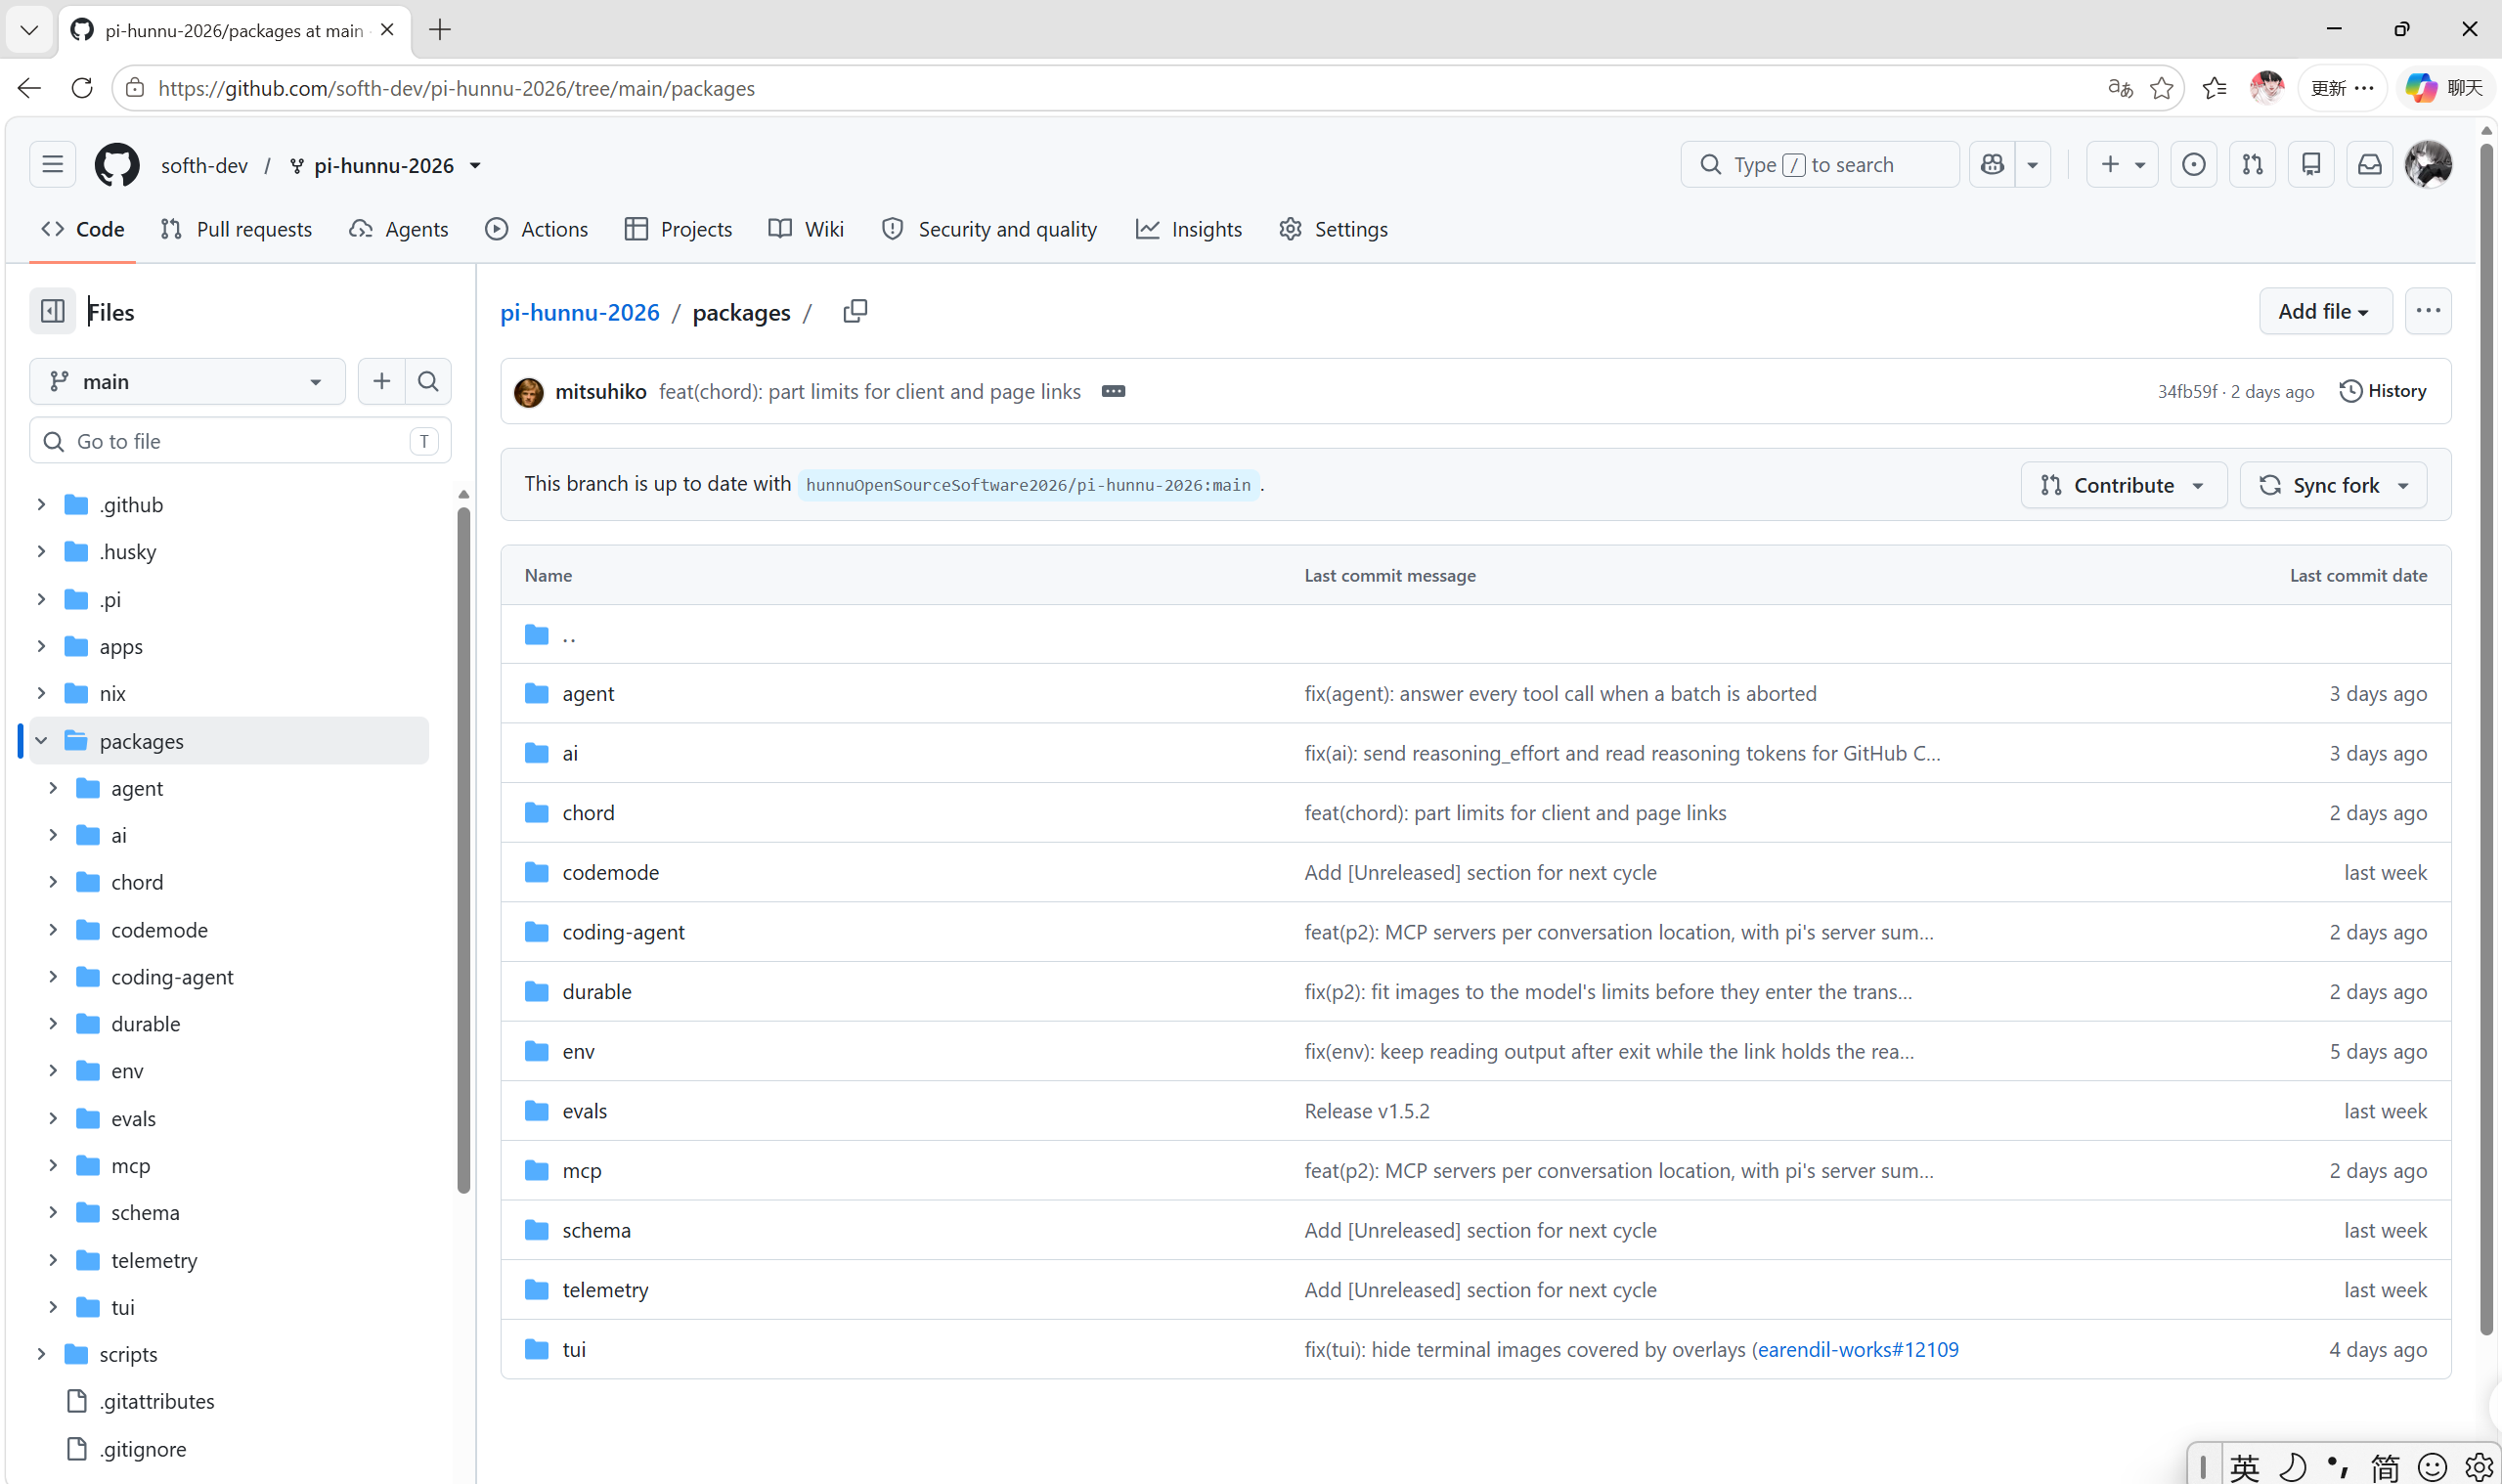 pi-hunnu-2026/packages at main
https://github.com/softh-dev/pi-hunnu-2026/tree/main/packages
更新
聊天
softh-dev / pi-hunnu-2026
Type / to search
Code
Pull requests
Agents
Actions
Projects
Wiki
Security and quality
Insights
Settings
Files
main
Go to file
T
.github
.husky
.pi
apps
nix
packages
agent
ai
chord
codemode
coding-agent
durable
env
evals
mcp
schema
telemetry
tui
scripts
.gitattributes
.gitignore
pi-hunnu-2026 / packages /
Add file
mitsuhiko feat(chord): part limits for client and page links
34fb59f · 2 days ago
History
This branch is up to date with hunnuOpenSourceSoftware2026/pi-hunnu-2026:main .
Contribute
Sync fork
Name Last commit message Last commit date
..
agent fix(agent): answer every tool call when a batch is aborted 3 days ago
ai fix(ai): send reasoning_effort and read reasoning tokens for GitHub C... 3 days ago
chord feat(chord): part limits for client and page links 2 days ago
codemode Add [Unreleased] section for next cycle last week
coding-agent feat(p2): MCP servers per conversation location, with pi's server sum... 2 days ago
durable fix(p2): fit images to the model's limits before they enter the trans... 2 days ago
env fix(env): keep reading output after exit while the link holds the rea... 5 days ago
evals Release v1.5.2 last week
mcp feat(p2): MCP servers per conversation location, with pi's server sum... 2 days ago
schema Add [Unreleased] section for next cycle last week
telemetry Add [Unreleased] section for next cycle last week
tui fix(tui): hide terminal images covered by overlays (earendil-works#12109 4 days ago
英
简